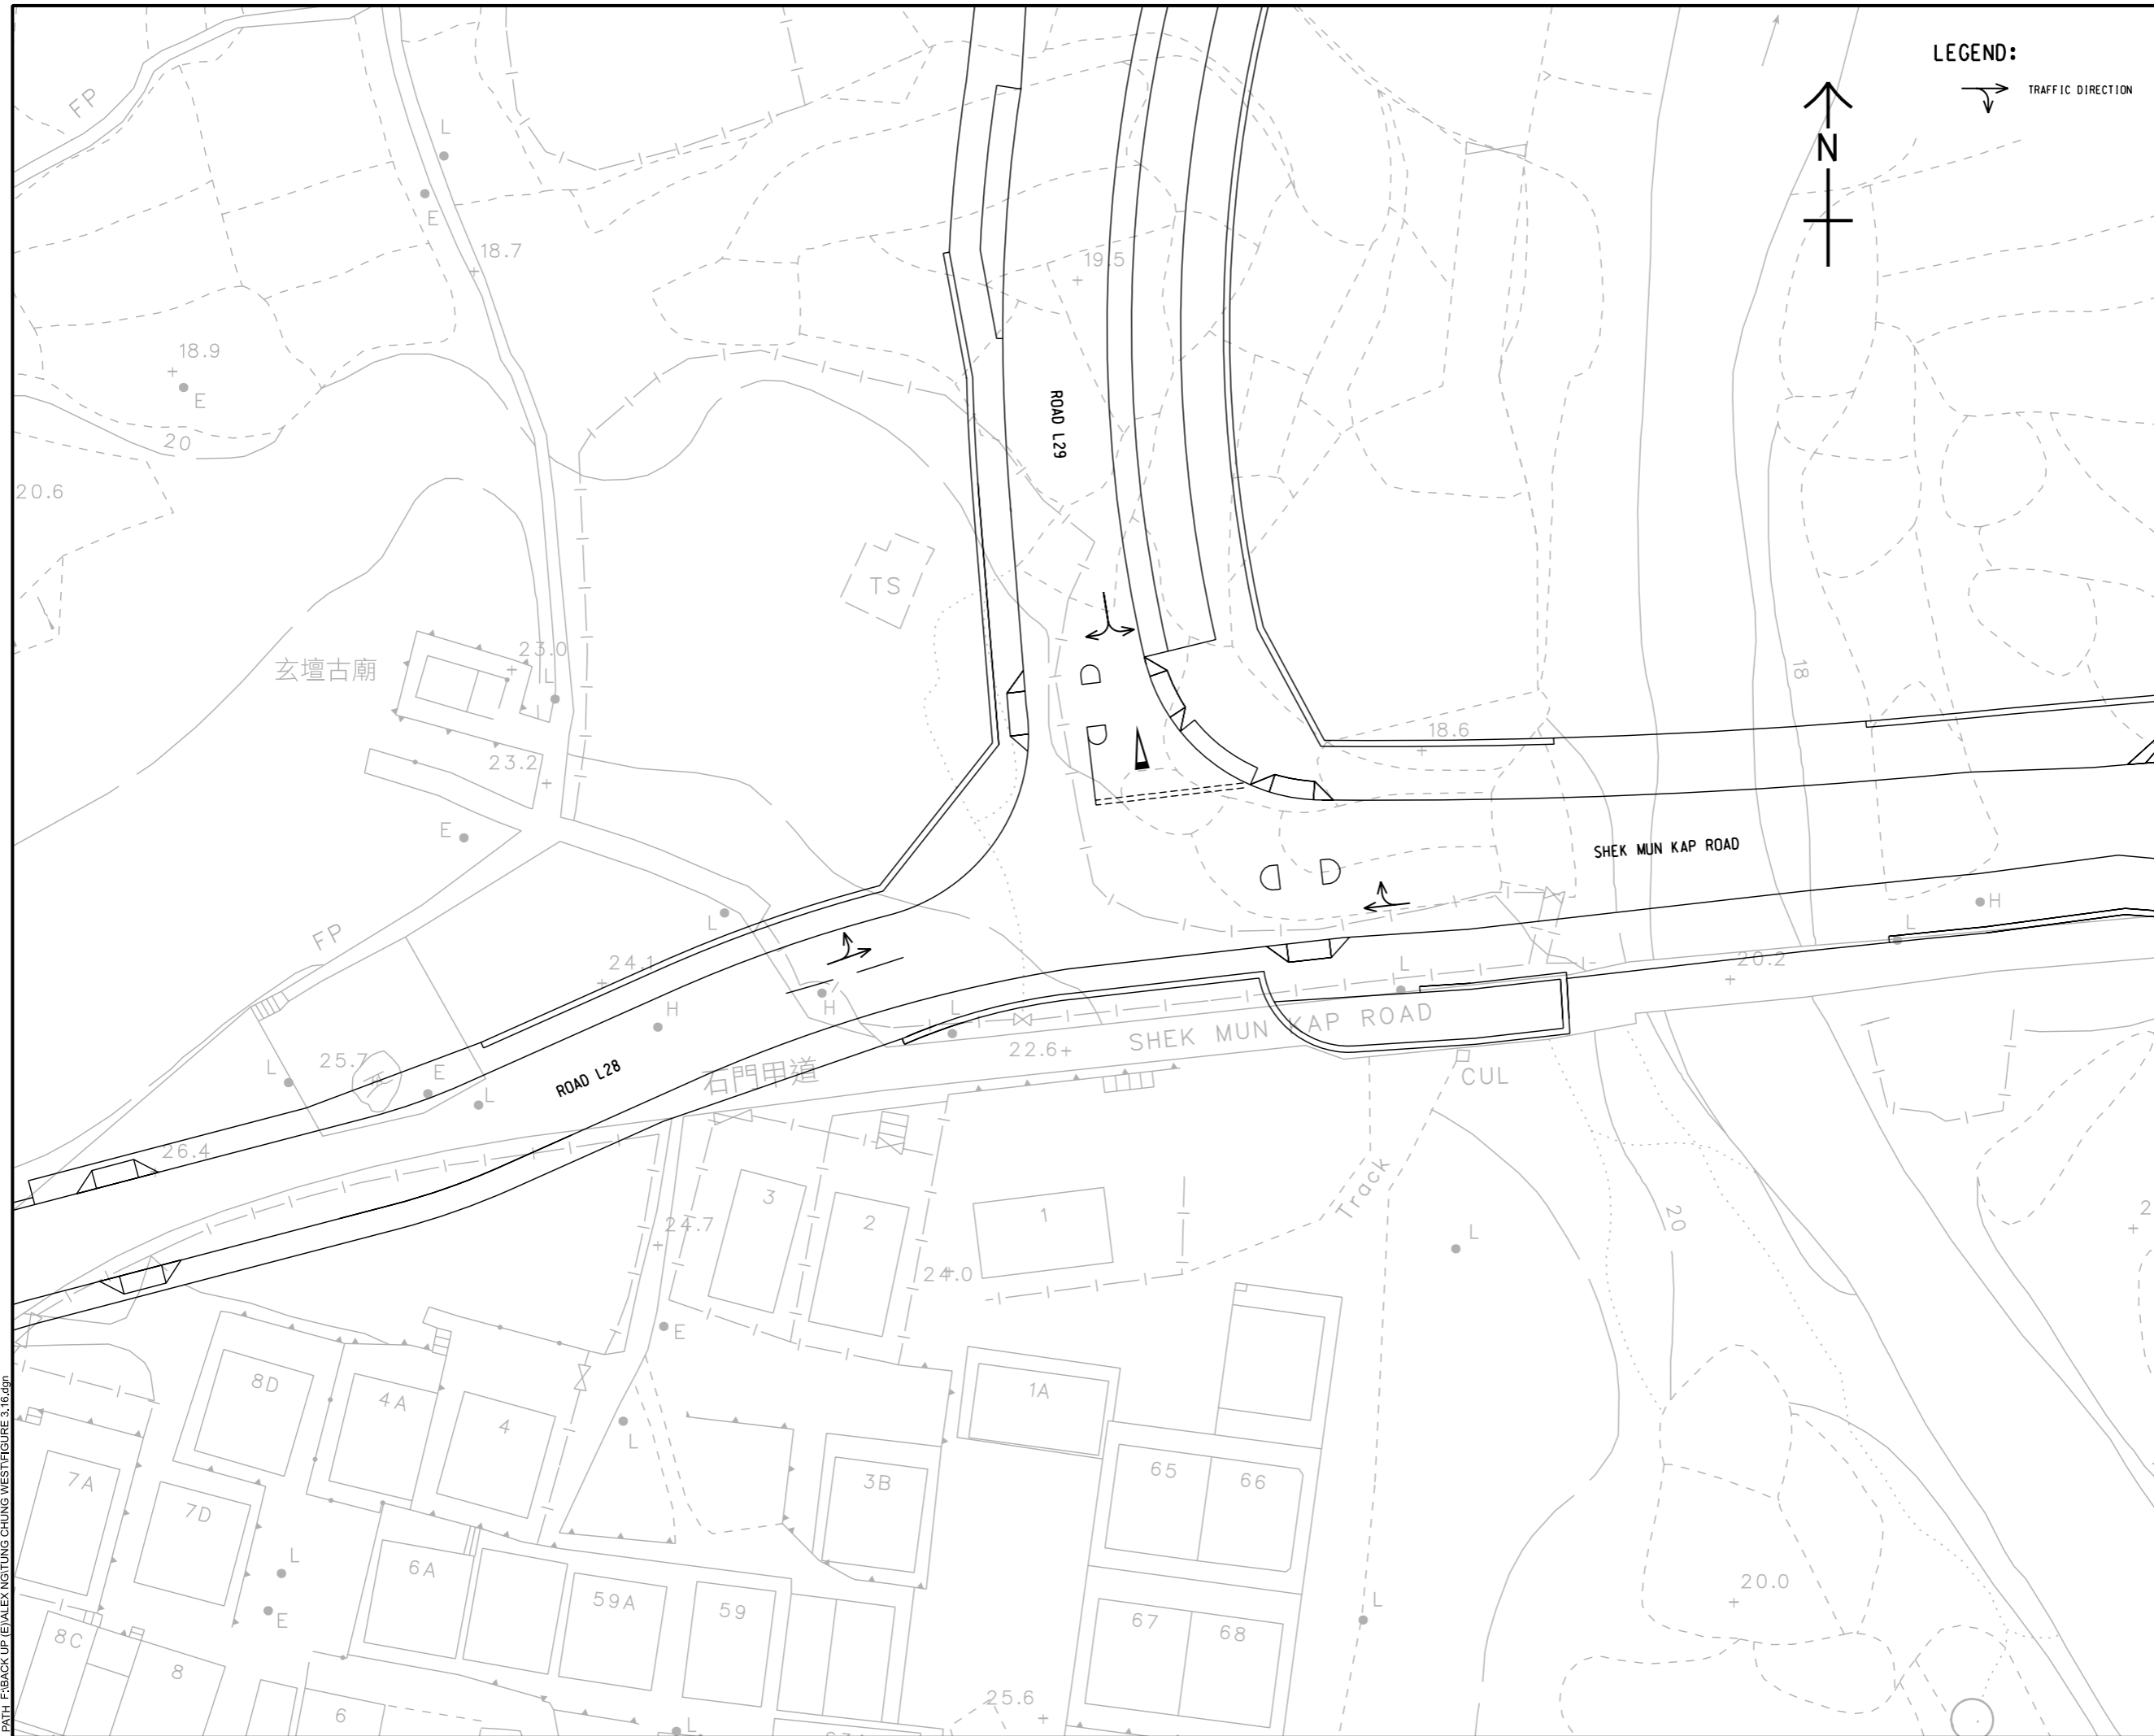 LEGEND:
TRAFFIC DIRECTION
N
FP
L
E
18.7
19.5
18.9
E
20
20.6
ROAD L29
TS
玄壇古廟
23.0
L
23.2
18
18.6
E
SHEK MUN KAP ROAD
L
H
L
FP
24.1
H
L
20.2
H
L
SHEK MUN KAP ROAD
22.6
25.7
L
E
L
ROAD L28
石門甲道
CUL
26.4
Track
3
2
1
24.7
20
L
24.0
E
8D
4A
4
1A
L
7A
7D
3B
65
66
L
6A
59A
59
E
20.0
67
68
L
8C
8
6
25.6
L
PATH F:\BACK UP (E)\ALEX NG\TUNG CHUNG WEST\FIGURE 3.16.dgn